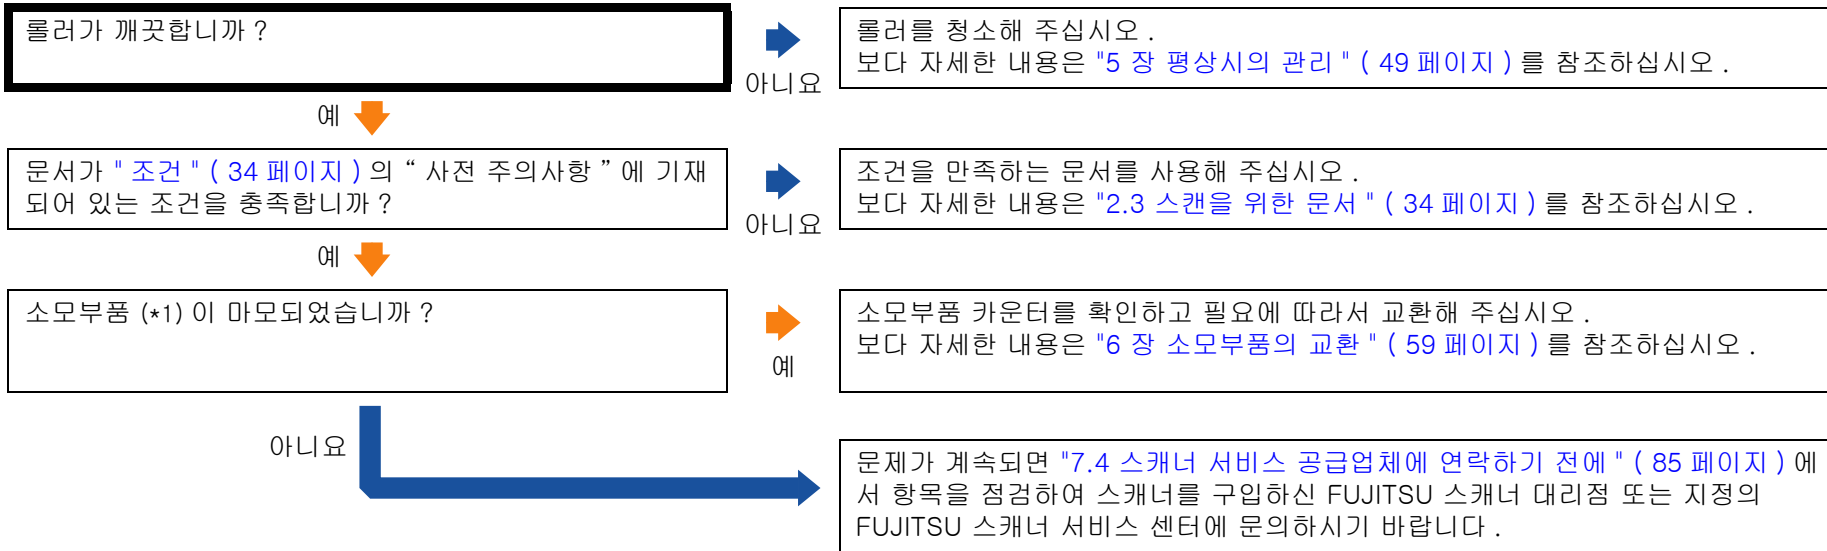 롤러가 깨끗합니까 ?
롤러를 청소해 주십시오 .
보다 자세한 내용은 "5 장 평상시의 관리 " ( 49 페이지 ) 를 참조하십시오 .
아니요
예
문서가 " 조건 " ( 34 페이지 ) 의 “ 사전 주의사항 ” 에 기재
되어 있는 조건을 충족합니까 ?
조건을 만족하는 문서를 사용해 주십시오 .
보다 자세한 내용은 "2.3 스캔을 위한 문서 " ( 34 페이지 ) 를 참조하십시오 .
아니요
예
소모부품 (*1) 이 마모되었습니까 ?
소모부품 카운터를 확인하고 필요에 따라서 교환해 주십시오 .
보다 자세한 내용은 "6 장 소모부품의 교환 " ( 59 페이지 ) 를 참조하십시오 .
예
아니요
문제가 계속되면 "7.4 스캐너 서비스 공급업체에 연락하기 전에 " ( 85 페이지 ) 에
서 항목을 점검하여 스캐너를 구입하신 FUJITSU 스캐너 대리점 또는 지정의
FUJITSU 스캐너 서비스 센터에 문의하시기 바랍니다 .